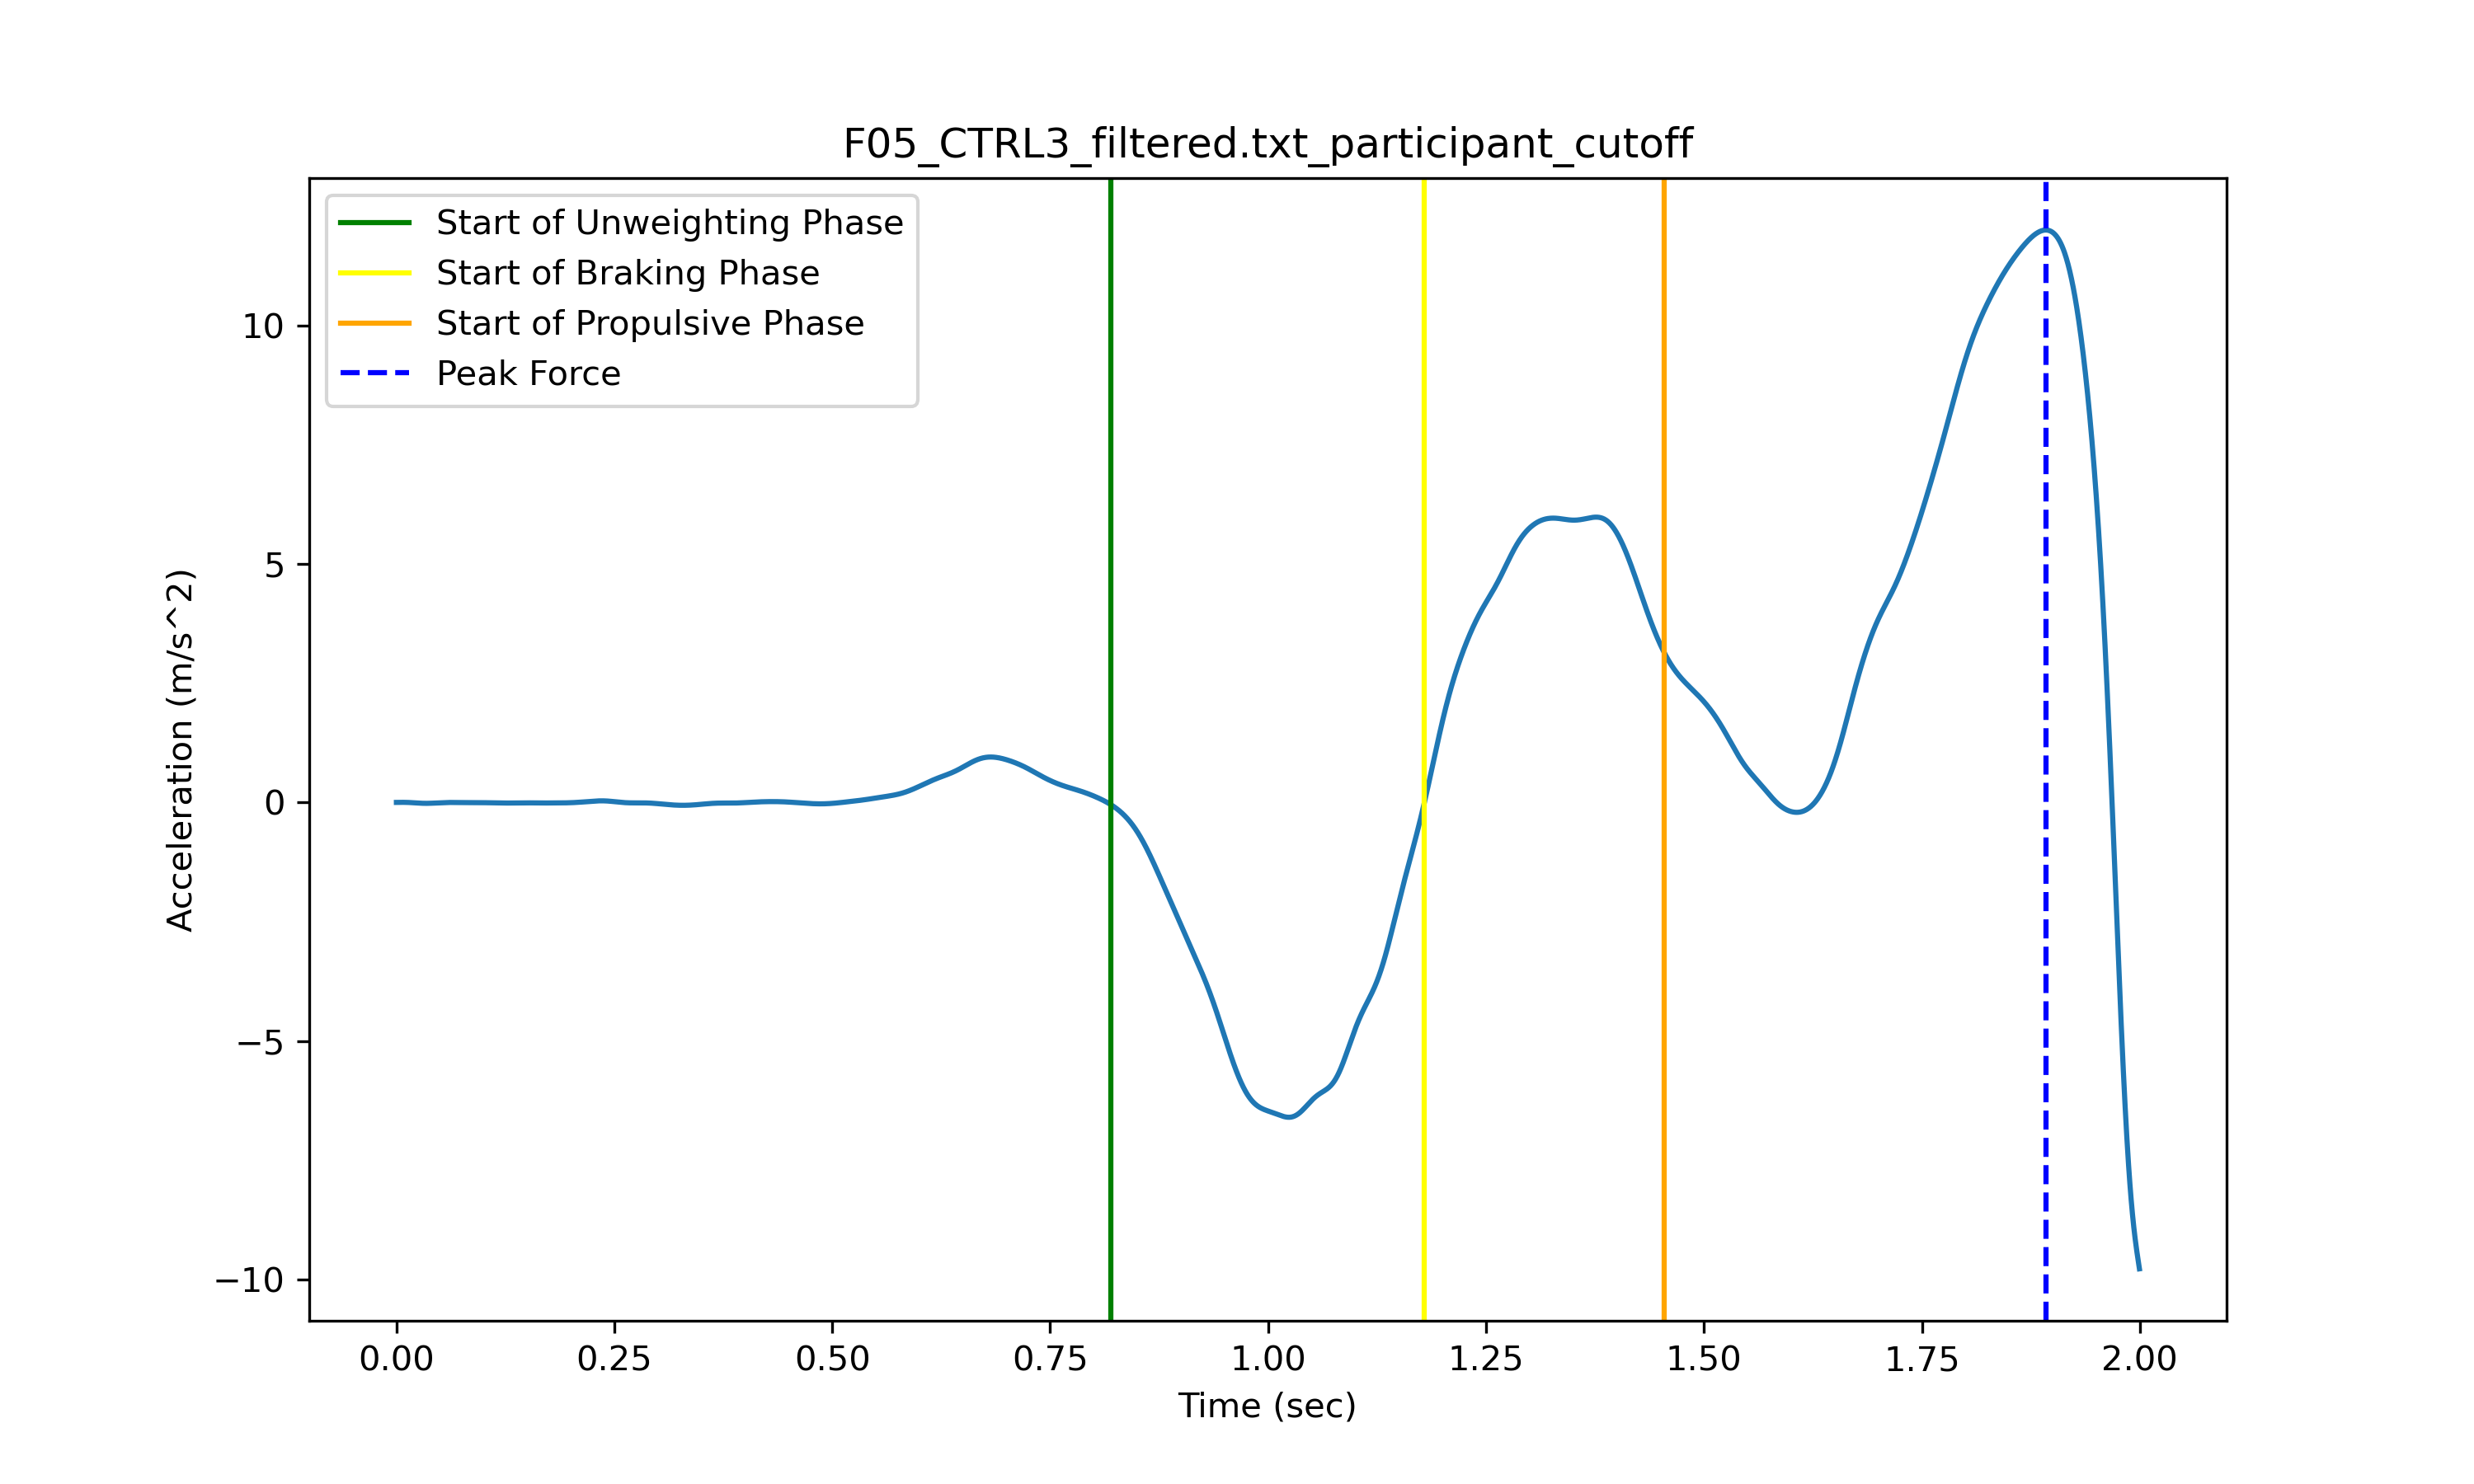 F05_CTRL3_filtered.txt_participant_cutoff
Start of Unweighting Phase
Start of Braking Phase
Start of Propulsive Phase
Peak Force
Acceleration (m/s^2)
10
5
0
−5
−10
0.00 0.25 0.50 0.75 1.00 1.25 1.50 1.75 2.00
Time (sec)